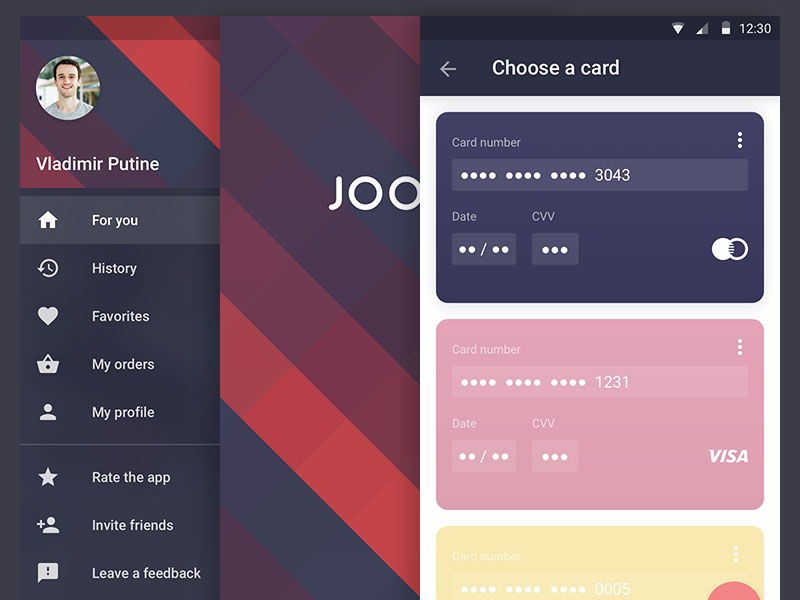 Vladimir Putine
For you
History
Favorites
My orders
My profile
Rate the app
Invite friends
Leave a feedback
JOO
12:30
Choose a card
Card number
•••• •••• •••• 3043
Date
CVV
•• / ••
•••
Card number
•••• •••• •••• 1231
Date
CVV
•• / ••
•••
VISA
Card number
•••• •••• •••• 0005